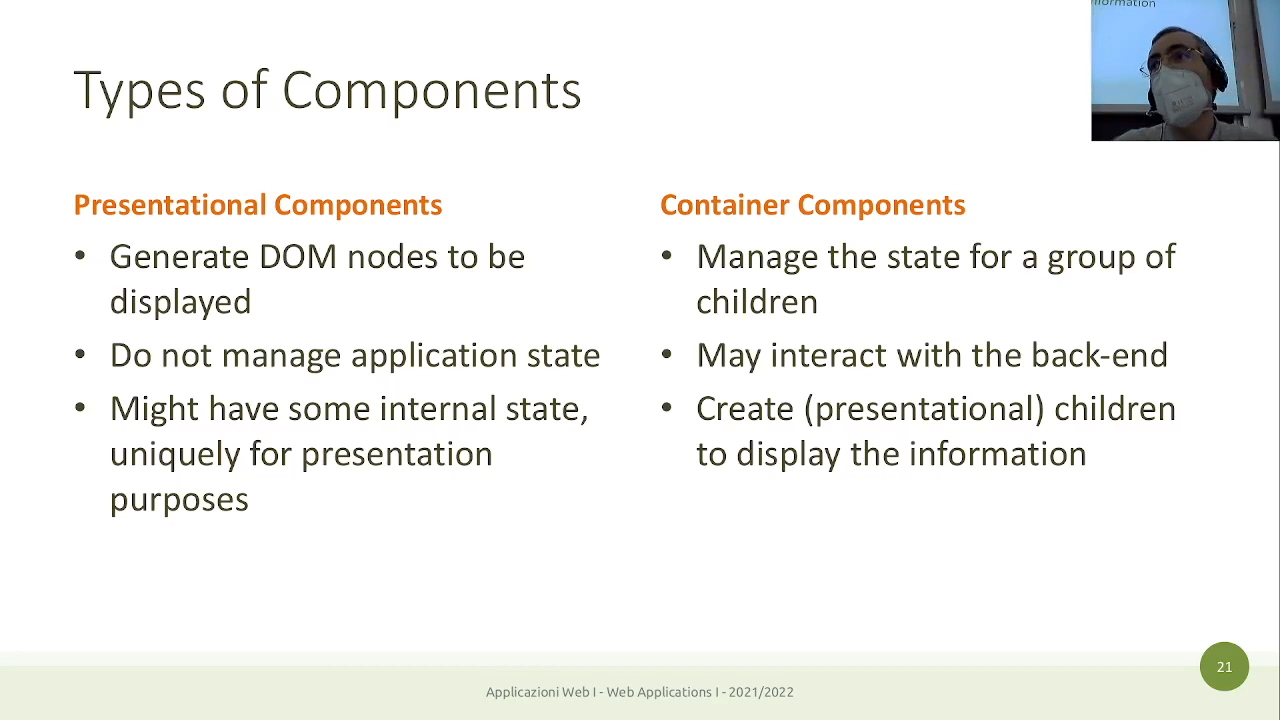 Types of Components
Presentational Components
• Generate DOM nodes to be
displayed
• Do not manage application state
• Might have some internal state,
uniquely for presentation
purposes
Container Components
• Manage the state for a group of
children
• May interact with the back-end
• Create (presentational) children
to display the information
Applicazioni Web I - Web Applications I - 2021/2022
21